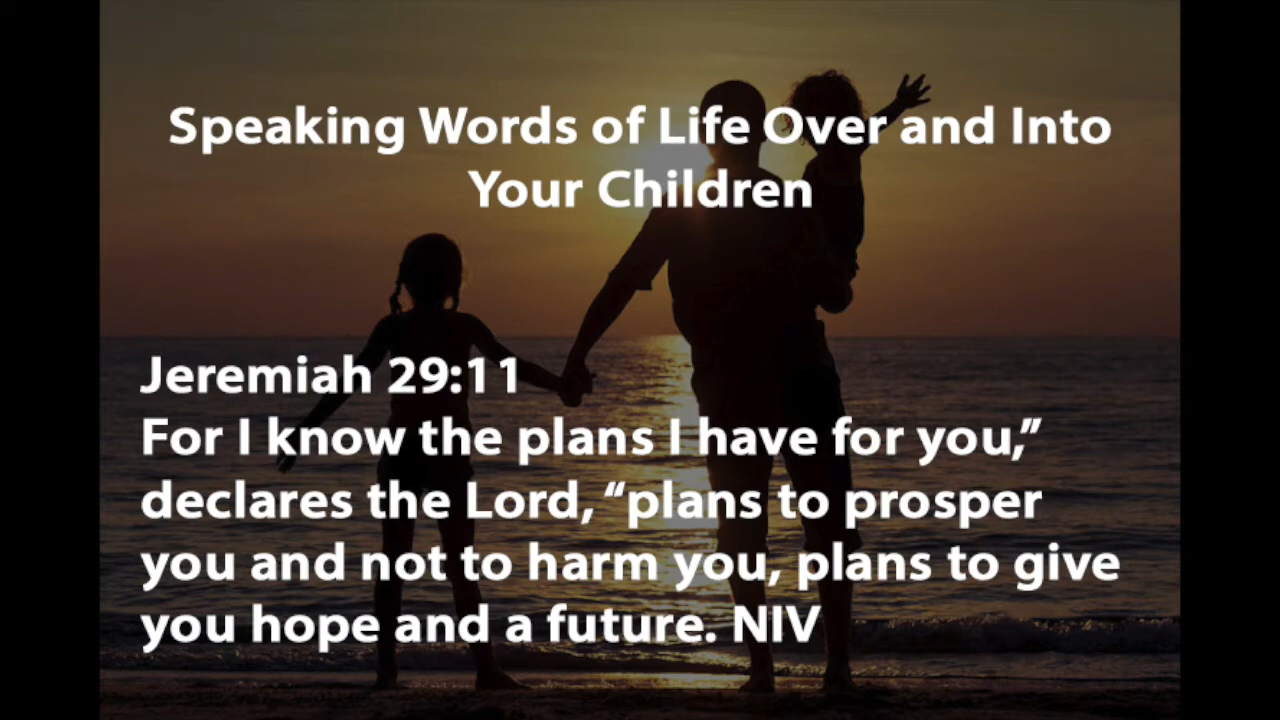 Speaking Words of Life Over and Into
Your Children
Jeremiah 29:11
For I know the plans I have for you,”
declares the Lord, “plans to prosper
you and not to harm you, plans to give
you hope and a future. NIV